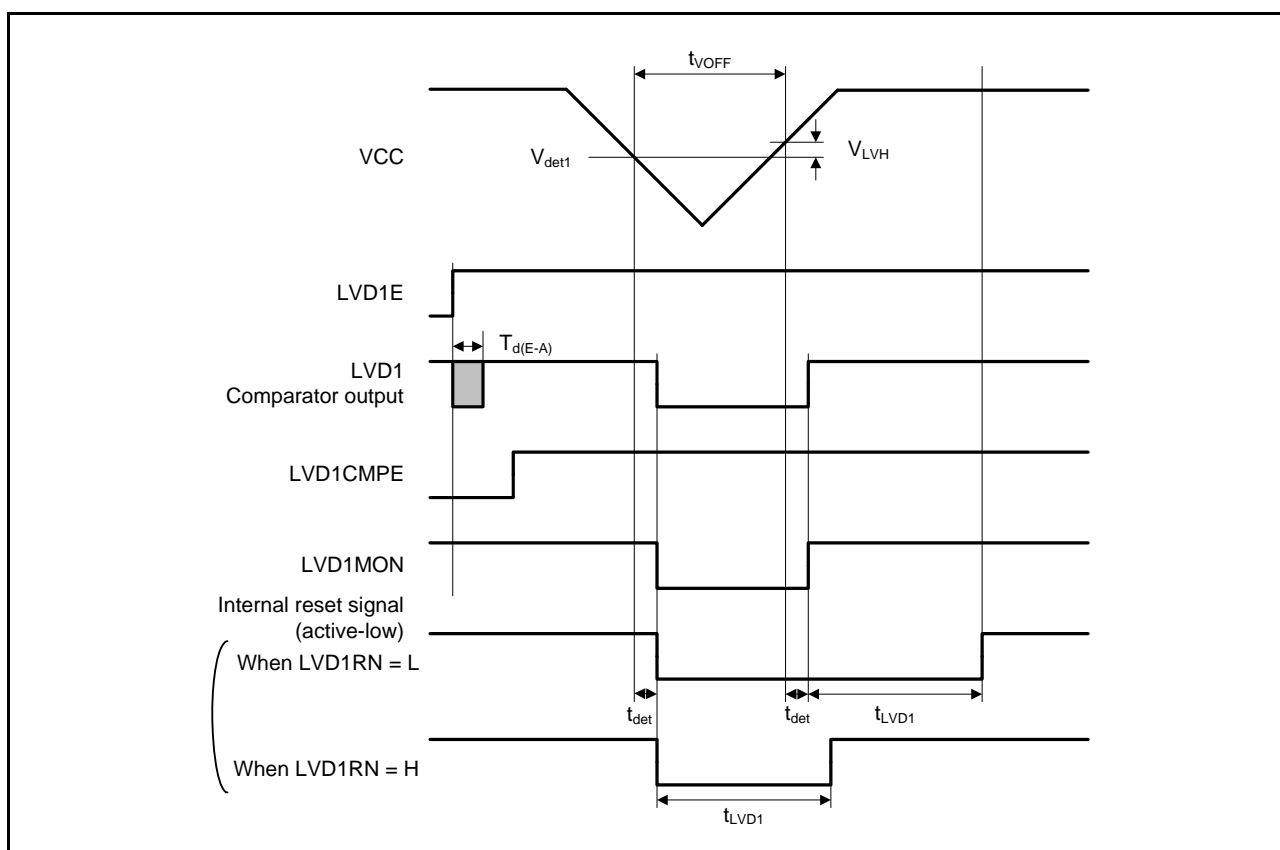 tVOFF
VCC
Vdet1
VLVH
LVD1E
Td(E-A)
LVD1
Comparator output
LVD1CMPE
LVD1MON
Internal reset signal
(active-low)
When LVD1RN = L
tdet
tdet
tLVD1
When LVD1RN = H
tLVD1